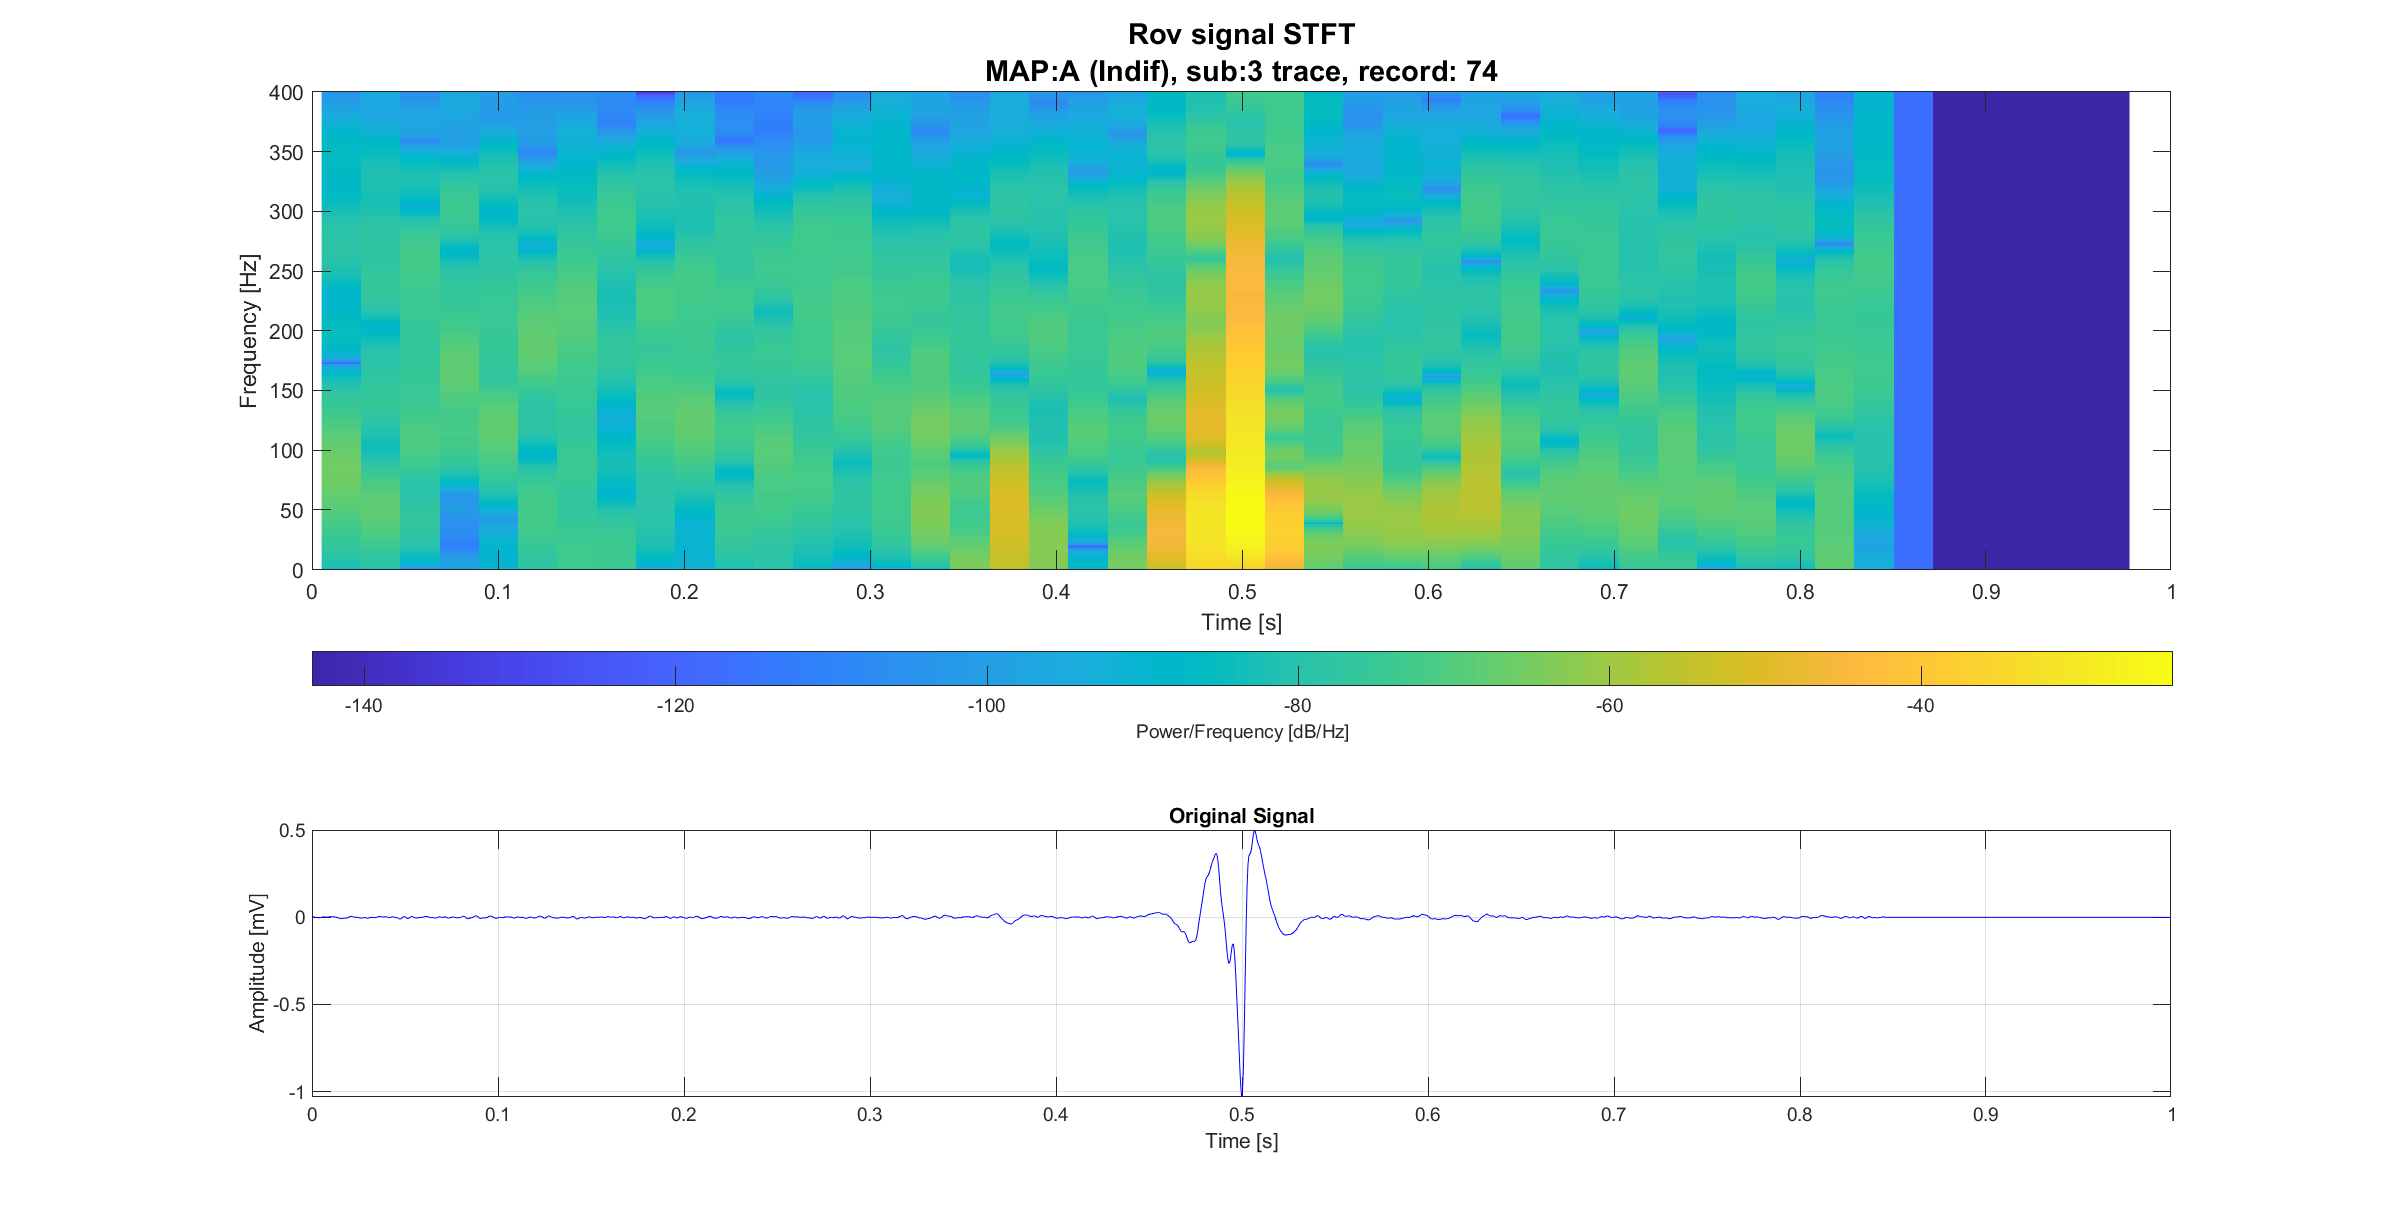 Rov signal STFT
MAP:A (Indif), sub:3 trace, record: 74
400
350
300
250
200
150
100
50
0
Frequency [Hz]
0 0.1 0.2 0.3 0.4 0.5 0.6 0.7 0.8 0.9 1
Time [s]
-140 -120 -100 -80 -60 -40
Power/Frequency [dB/Hz]
Original Signal
0.5
0
-0.5
-1
Amplitude [mV]
0 0.1 0.2 0.3 0.4 0.5 0.6 0.7 0.8 0.9 1
Time [s]